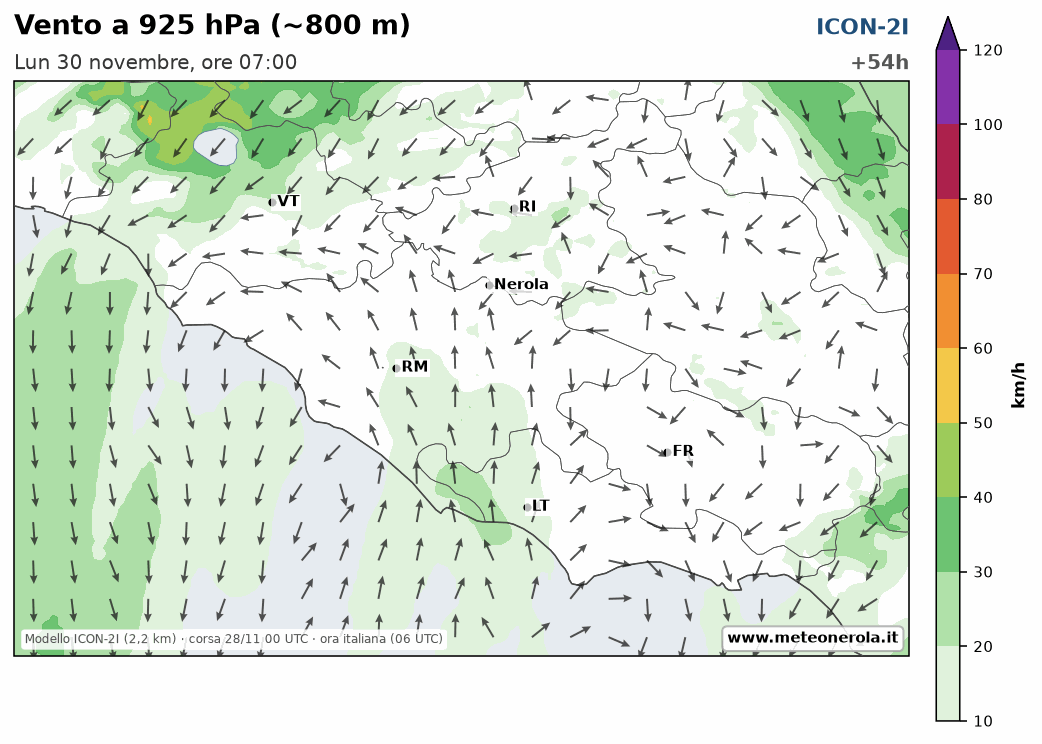 Vento a 925 hPa (~800 m)
ICON-2I
Lun 30 novembre, ore 07:00
+54h
VT
RI
Nerola
RM
FR
LT
Modello ICON-2I (2,2 km) · corsa 28/11 00 UTC · ora italiana (06 UTC)
www.meteonerola.it
120
100
80
70
60
50
40
30
20
10
km/h